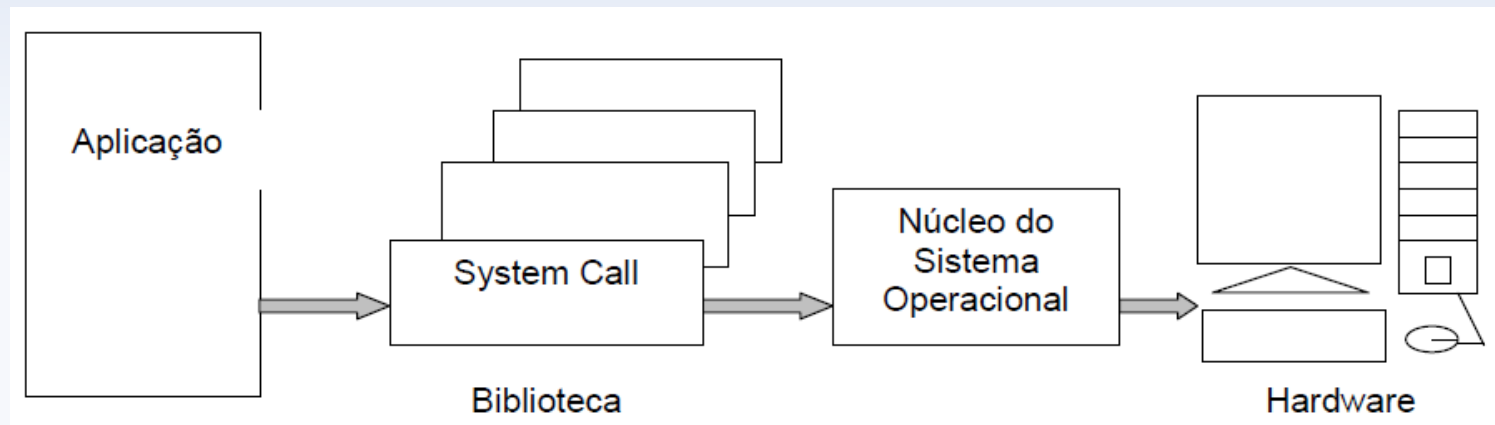 Aplicação
System Call
Núcleo do
Sistema
Operacional
Biblioteca
Hardware